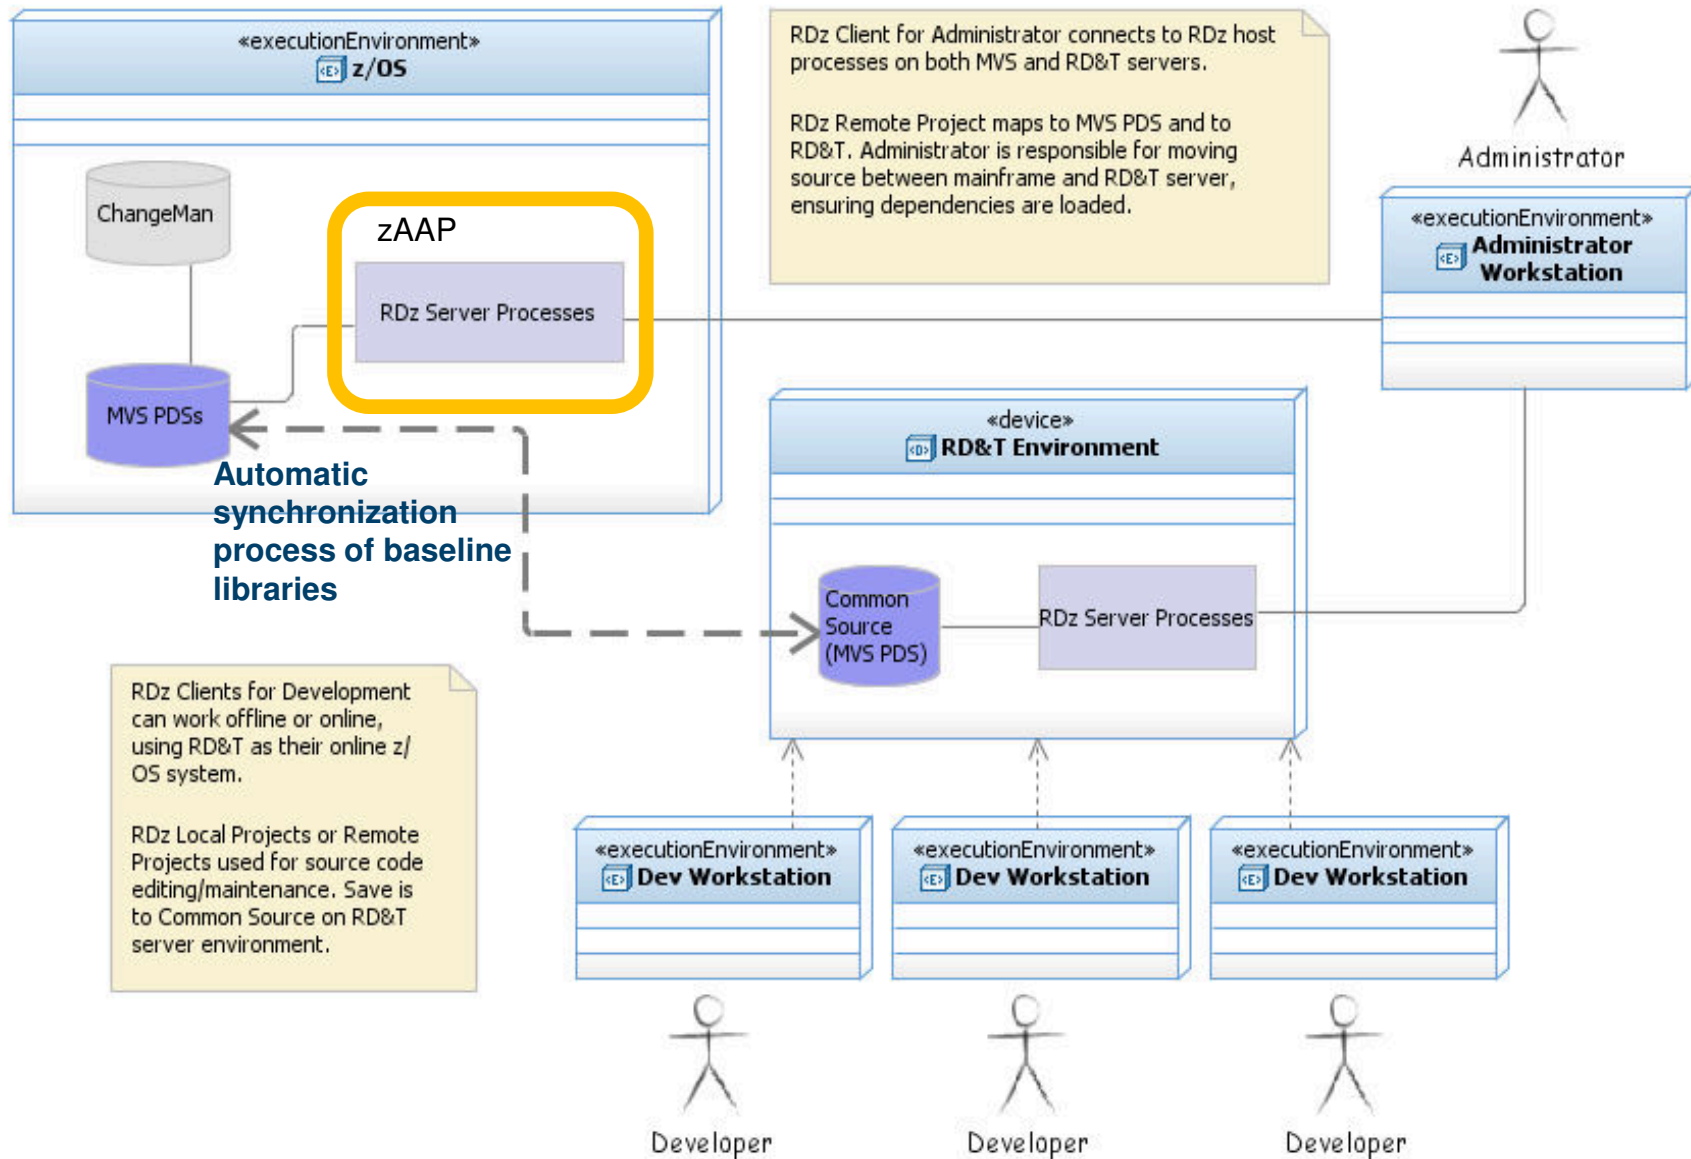 «executionEnvironment»
z/OS
ChangeMan
zAAP
RDz Server Processes
MVS PDSs
Automatic
synchronization
process of baseline
libraries
RDz Client for Administrator connects to RDz host
processes on both MVS and RD&T servers.
RDz Remote Project maps to MVS PDS and to
RD&T. Administrator is responsible for moving
source between mainframe and RD&T server,
ensuring dependencies are loaded.
Administrator
«executionEnvironment»
<E> Administrator
Workstation
«device»
<D> RD&T Environment
Common
Source
(MVS PDS)
RDz Server Processes
RDz Clients for Development
can work offline or online,
using RD&T as their online z/
OS system.
RDz Local Projects or Remote
Projects used for source code
editing/maintenance. Save is
to Common Source on RD&T
server environment.
«executionEnvironment»
<E> Dev Workstation
«executionEnvironment»
<E> Dev Workstation
«executionEnvironment»
<E> Dev Workstation
Developer
Developer
Developer